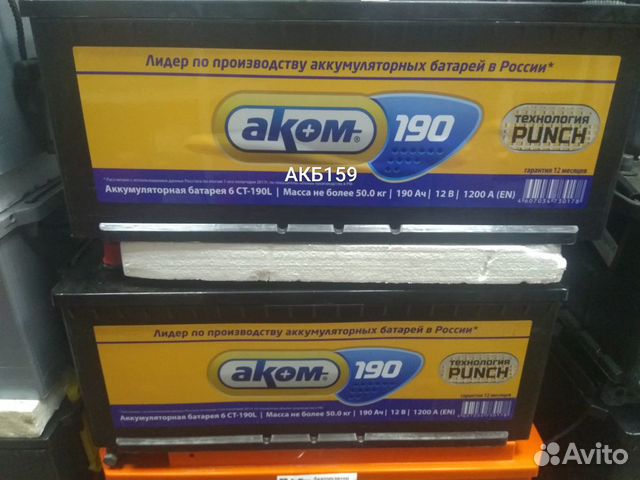 Лидер по производству аккумуляторных батарей в России*
аком
190
ТЕХНОЛОГИЯ
PUNCH
гарантия 12 месяцев
АКБ159
Аккумуляторная батарея 6 СТ-190L | Масса не более 50.0 кг | 190 Ач | 12 В | 1200 А (EN)
4607034730178
Лидер по производству аккумуляторных батарей в России*
аком
190
ТЕХНОЛОГИЯ
PUNCH
гарантия 12 месяцев
Аккумуляторная батарея 6 СТ-190L | Масса не более 50.0 кг | 190 Ач | 12 В | 1200 А (EN)
Avito